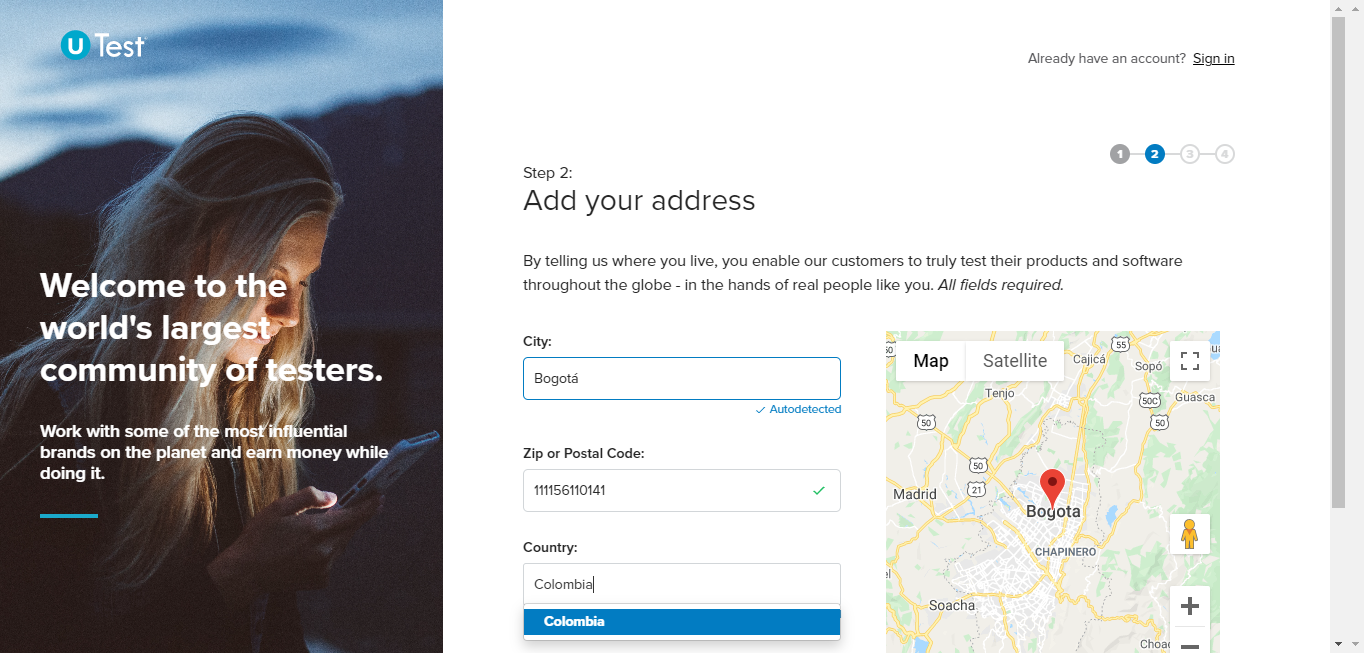 U Test
Already have an account? Sign in
1 2 3 4
Step 2:
Add your address
Welcome to the
world's largest
community of testers.
Work with some of the most influential
brands on the planet and earn money while
doing it.
By telling us where you live, you enable our customers to truly test their products and software
throughout the globe - in the hands of real people like you. All fields required.
City:
Bogotá
Autodetected
Zip or Postal Code:
111156110141
Country:
Colombia
Colombia
Map Satellite
50
55
Cajicá
Sopó
Tenjo
50C
Guasca
50
50
50
21
Madrid
Bogota
CHAPINERO
Soacha